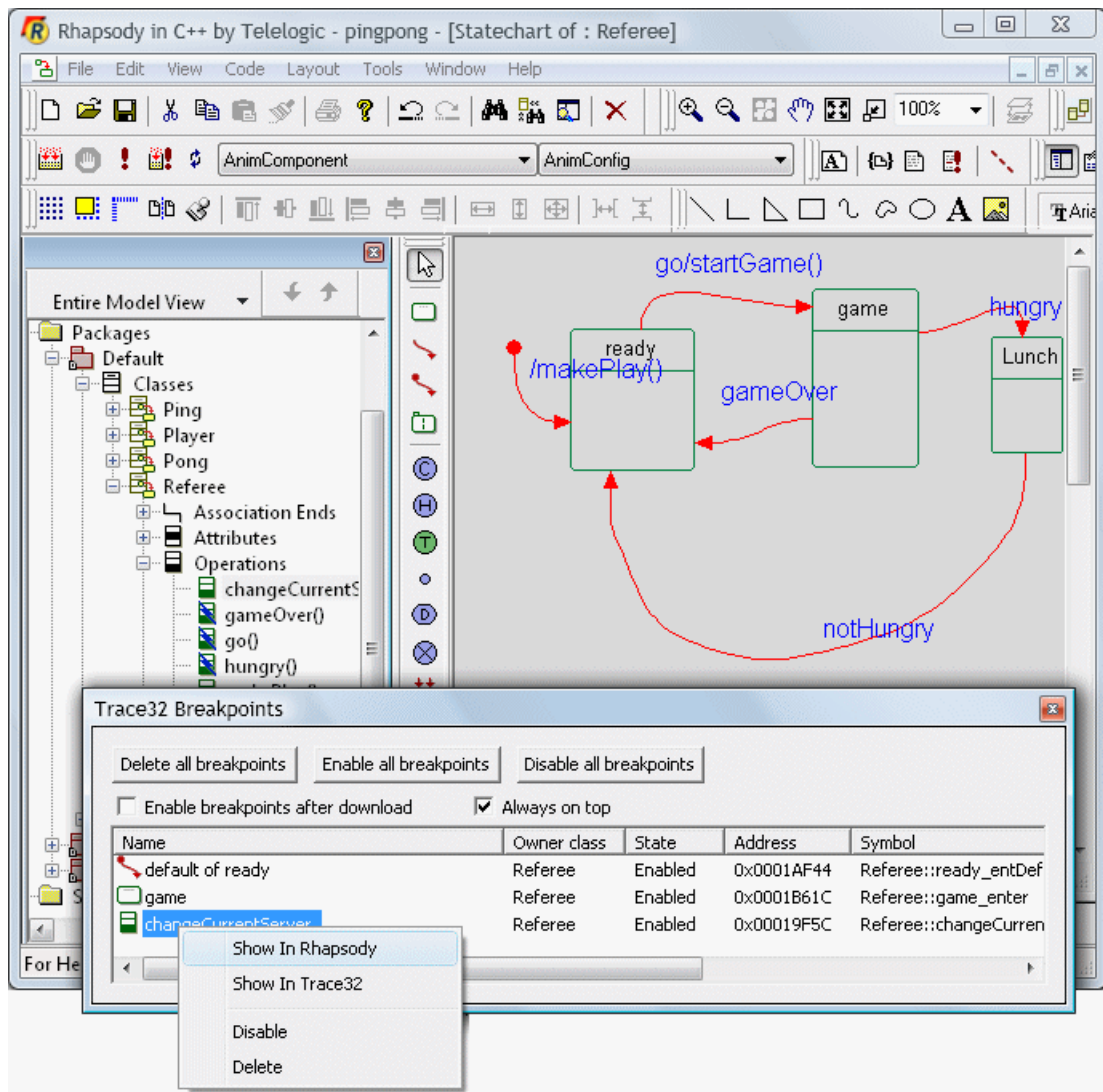 Rhapsody in C++ by Telelogic - pingpong - [Statechart of : Referee]
File Edit View Code Layout Tools Window Help
100%
AnimComponent AnimConfig
Entire Model View
Packages
Default
Classes
Ping
Player
Pong
Referee
Association Ends
Attributes
Operations
changeCurrentS
gameOver()
go()
hungry()
go/startGame()
game
hungry
ready
Lunch
/makePlay()
gameOver
notHungry
For He
Trace32 Breakpoints
Delete all breakpoints Enable all breakpoints Disable all breakpoints
Enable breakpoints after download Always on top
Name Owner class State Address Symbol
default of ready Referee Enabled 0x0001AF44 Referee::ready_entDef
game Referee Enabled 0x0001B61C Referee::game_enter
changeCurrentServer Referee Enabled 0x00019F5C Referee::changeCurren
Show In Rhapsody
Show In Trace32
Disable
Delete